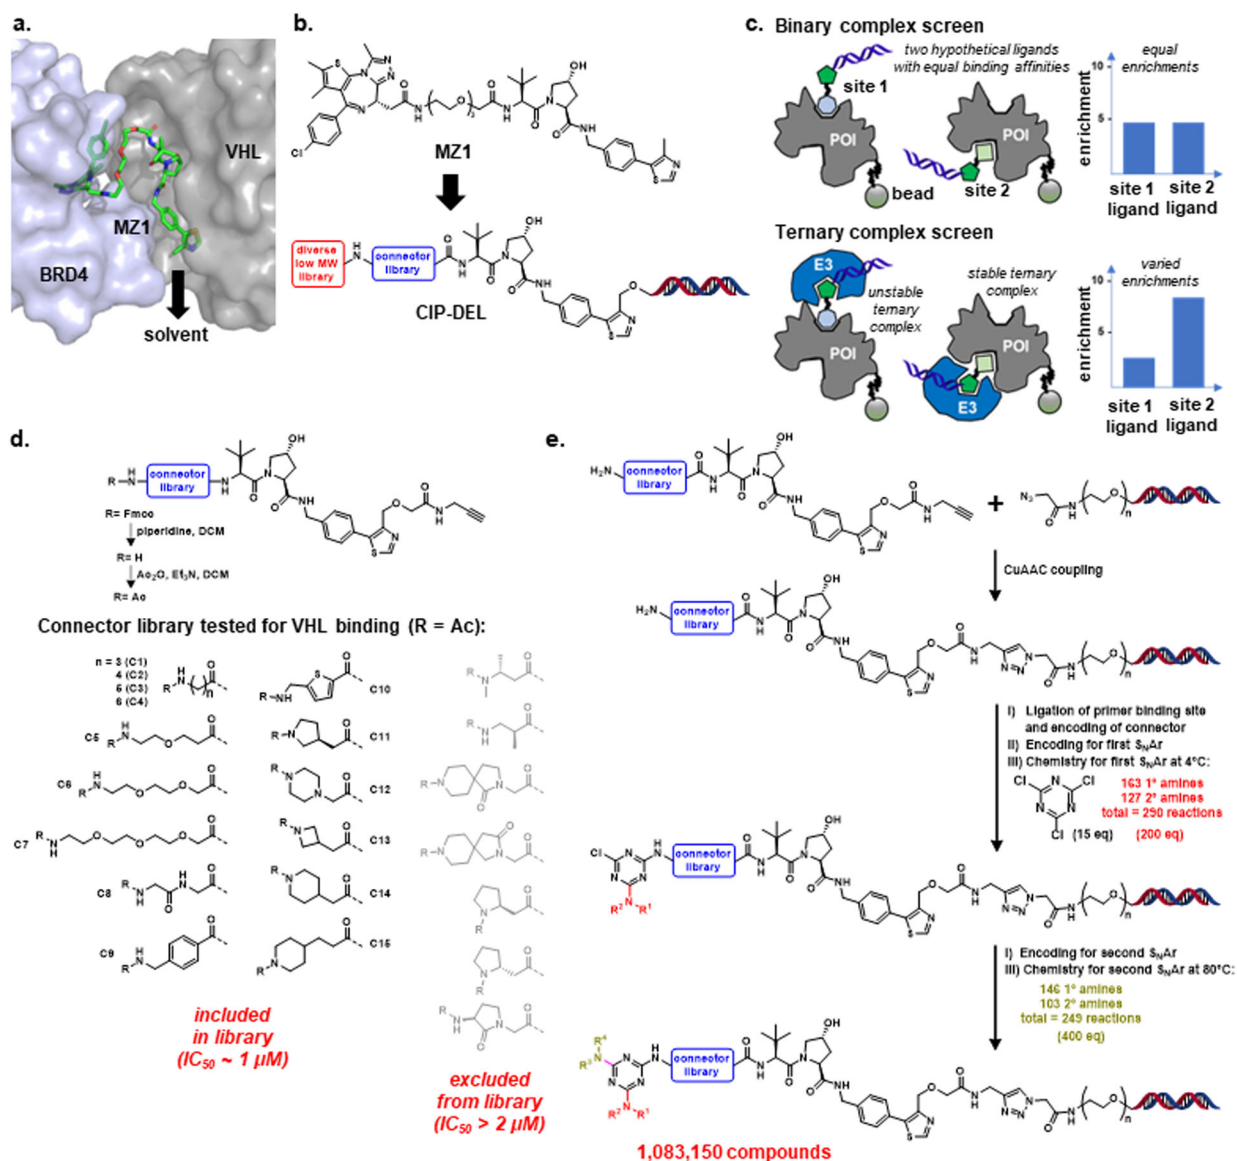 a.
BRD4
MZ1
VHL
solvent
b.
MZ1
diverse
low MW
library
connector
library
CIP-DEL
c. Binary complex screen
two hypothetical ligands
with equal binding affinities
site 1
POI
POI
bead
site 2
equal
enrichments
enrichment
10
5
site 1
ligand
site 2
ligand
Ternary complex screen
E3
unstable
ternary
complex
POI
stable ternary
complex
POI
E3
varied
enrichments
enrichment
10
5
site 1
ligand
site 2
ligand
d.
connector
library
R= Fmoc
piperidine, DCM
R= H
Ac₂O, Et₃N, DCM
R= Ac
Connector library tested for VHL binding (R = Ac):
n = 3 (C1)
4 (C2)
5 (C3)
6 (C4)
C5
C6
C7
C8
C9
C10
C11
C12
C13
C14
C15
included
in library
(IC₅₀ ~ 1 µM)
excluded
from library
(IC₅₀ > 2 µM)
e.
connector
library
+
CuAAC coupling
connector
library
I) Ligation of primer binding site
and encoding of connector
II) Encoding for first SNAr
III) Chemistry for first SNAr at 4°C:
163 1° amines
127 2° amines
total = 290 reactions
(15 eq) (200 eq)
connector
library
I) Encoding for second SNAr
III) Chemistry for second SNAr at 80°C:
146 1° amines
103 2° amines
total = 249 reactions
(400 eq)
connector
library
1,083,150 compounds